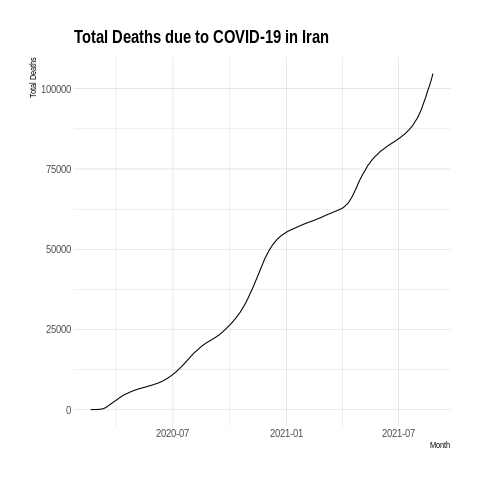 Total Deaths due to COVID-19 in Iran
Total Deaths
100000
75000
50000
25000
0
2020-07 2021-01 2021-07
Month